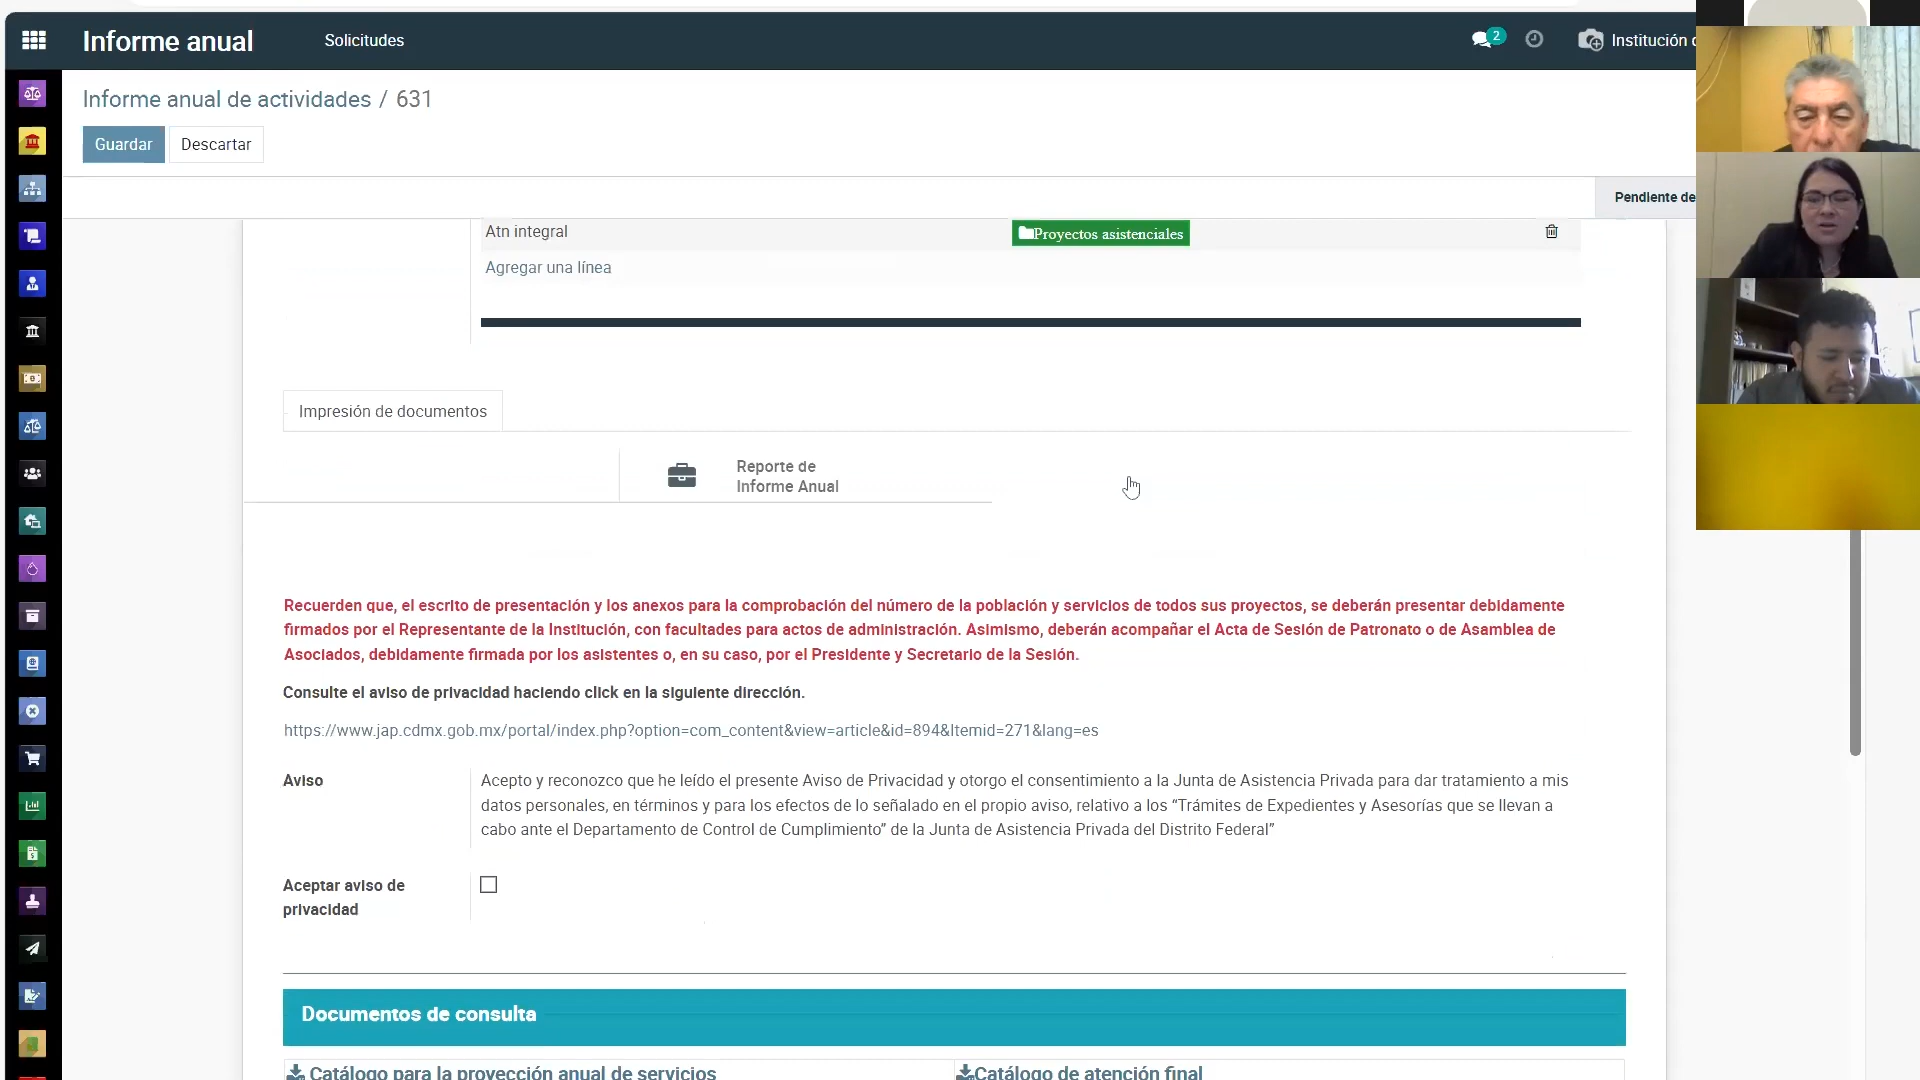 Informe anual
Solicitudes
2
Institución
Informe anual de actividades / 631
Guardar
Descartar
Pendiente de
Atn integral
Proyectos asistenciales
Agregar una línea
Impresión de documentos
Reporte de
Informe Anual
Recuerden que, el escrito de presentación y los anexos para la comprobación del número de la población y servicios de todos sus proyectos, se deberán presentar debidamente
firmados por el Representante de la Institución, con facultades para actos de administración. Asimismo, deberán acompañar el Acta de Sesión de Patronato o de Asamblea de
Asociados, debidamente firmada por los asistentes o, en su caso, por el Presidente y Secretario de la Sesión.
Consulte el aviso de privacidad haciendo click en la siguiente dirección.
https://www.jap.cdmx.gob.mx/portal/index.php?option=com_content&view=article&id=894&Itemid=271&lang=es
Aviso
Acepto y reconozco que he leído el presente Aviso de Privacidad y otorgo el consentimiento a la Junta de Asistencia Privada para dar tratamiento a mis
datos personales, en términos y para los efectos de lo señalado en el propio aviso, relativo a los “Trámites de Expedientes y Asesorías que se llevan a
cabo ante el Departamento de Control de Cumplimiento” de la Junta de Asistencia Privada del Distrito Federal”
Aceptar aviso de
privacidad
Documentos de consulta
Catálogo para la proyección anual de servicios
Catálogo de atención final